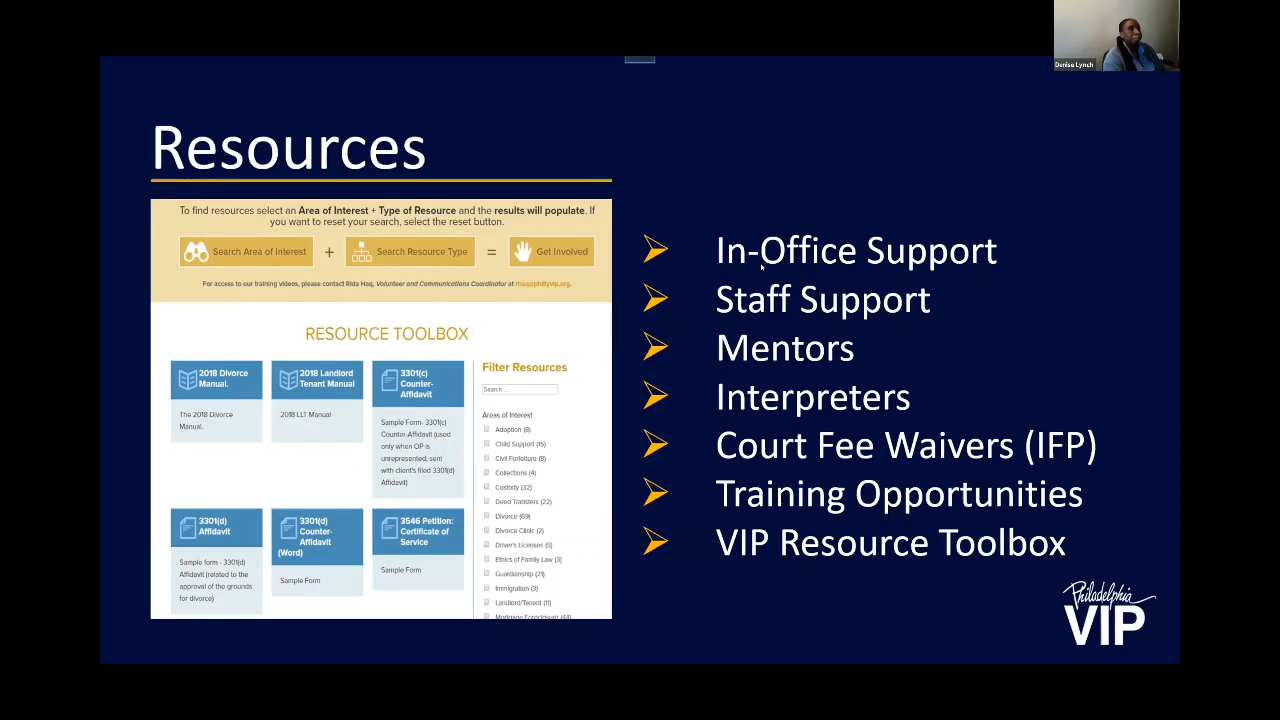 Denise Lynch
Resources
To find resources select an Area of Interest + Type of Resource and the results will populate. If
you want to reset your search, select the reset button.
Search Area of Interest + Search Resource Type = Get Involved
For access to our training videos, please contact Rida Haq, Volunteer and Communications Coordinator at rhaq@phillyvip.org.
RESOURCE TOOLBOX
2018 Divorce
Manual.
The 2018 Divorce
Manual.
2018 Landlord
Tenant Manual
2018 LLT Manual
3301(c)
Counter-
Affidavit
Sample Form- 3301(c)
Counter-Affidavit (used
only when OP is
unrepresented; sent
with client's filed 3301(d)
Affidavit)
3301(d)
Affidavit
Sample form - 3301(d)
Affidavit (related to the
approval of the grounds
for divorce)
3301(d)
Counter-
Affidavit
(Word)
Sample Form
3546 Petition:
Certificate of
Service
Sample Form
Filter Resources
Search ...
Areas of Interest
Adoption (8)
Child Support (15)
Civil Forfeiture (8)
Collections (4)
Custody (32)
Deed Transfers (22)
Divorce (69)
Divorce Clinic (2)
Driver's Licenses (5)
Ethics of Family Law (3)
Guardianship (21)
Immigration (3)
Landlord/Tenant (11)
Mortgage Foreclosure (44)
In-Office Support
Staff Support
Mentors
Interpreters
Court Fee Waivers (IFP)
Training Opportunities
VIP Resource Toolbox
Philadelphia
VIP